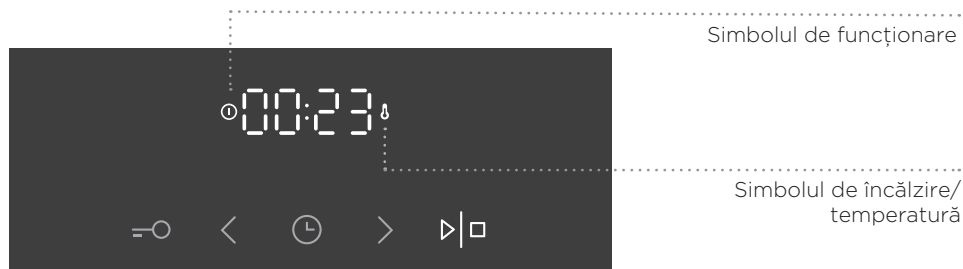 Simbolul de funcționare
00:23
Simbolul de încălzire/
temperatură